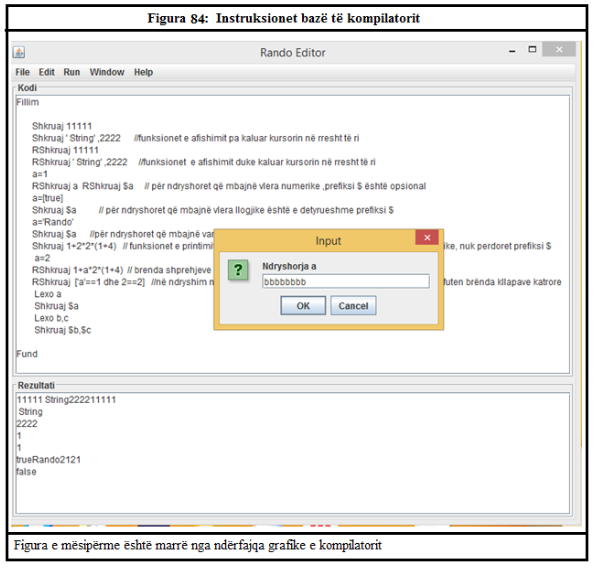 Figura 84: Instruksionet bazë të kompilatorit
Rando Editor
File Edit Run Window Help
Kodi
Fillim
Shkruaj 11111
Shkruaj ' String' ,2222 //funksionet e afishimit pa kaluar kursorin në rresht të ri
RShkruaj 11111
RShkruaj ' String' ,2222 //funksionet e afishimit duke kaluar kursorin në rresht të ri
a=1
RShkruaj a RShkruaj $a // për ndryshoret që mbajnë vlera numerike ,prefiksi $ është opsional
a=[true]
Shkruaj $a // për ndryshoret që mbajnë vlera llogjike është e detyrueshme prefiksi $
a='Rando'
Shkruaj $a //për ndryshoret që mbajnë
Shkruaj 1+2*2*(1+4) // funksionet e ike, nuk perdoret prefiksi $
a=2
RShkruaj 1+a*2*(1+4) // brenda shprehjeve
RShkruaj ['a'==1 dhe 2==2] //në ndryshim futen brënda kllapave katrore
Lexo a
Shkruaj $a
Lexo b,c
Shkruaj $b,$c
Fund
Input
Ndryshorja a
bbbbbbbb
OK Cancel
Rezultati
11111 String222211111
String
2222
1
1
trueRando2121
false
Figura e mësipërme është marrë nga ndërfajqa grafike e kompilatorit